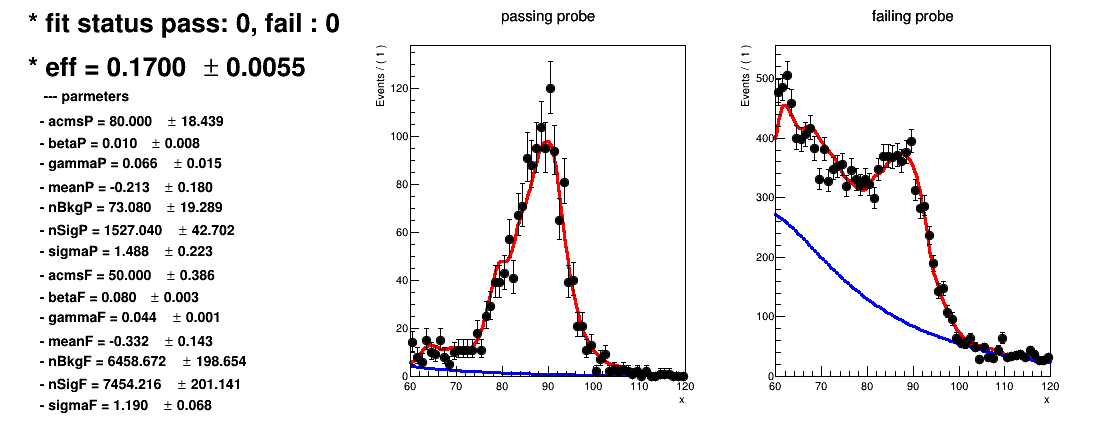 * fit status pass: 0, fail : 0
* eff = 0.1700 ± 0.0055
--- parmeters
- acmsP = 80.000 ± 18.439
- betaP = 0.010 ± 0.008
- gammaP = 0.066 ± 0.015
- meanP = -0.213 ± 0.180
- nBkgP = 73.080 ± 19.289
- nSigP = 1527.040 ± 42.702
- sigmaP = 1.488 ± 0.223
- acmsF = 50.000 ± 0.386
- betaF = 0.080 ± 0.003
- gammaF = 0.044 ± 0.001
- meanF = -0.332 ± 0.143
- nBkgF = 6458.672 ± 198.654
- nSigF = 7454.216 ± 201.141
- sigmaF = 1.190 ± 0.068
passing probe
Events / ( 1 )
120
100
80
60
40
20
0
60 70 80 90 100 110 120
x
failing probe
Events / ( 1 )
500
400
300
200
100
0
60 70 80 90 100 110 120
x